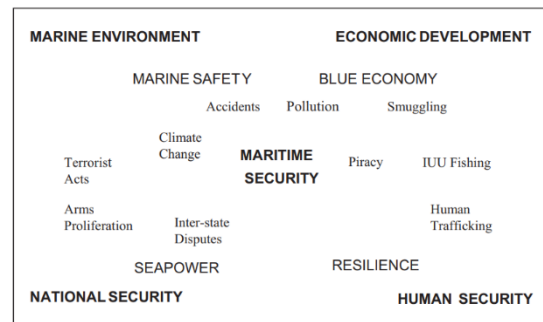 MARINE ENVIRONMENT ECONOMIC DEVELOPMENT
MARINE SAFETY BLUE ECONOMY
Accidents Pollution Smuggling
Climate
Change
MARITIME
SECURITY
Terrorist
Acts
Piracy IUU Fishing
Arms
Proliferation
Inter-state
Disputes
Human
Trafficking
SEAPOWER RESILIENCE
NATIONAL SECURITY HUMAN SECURITY